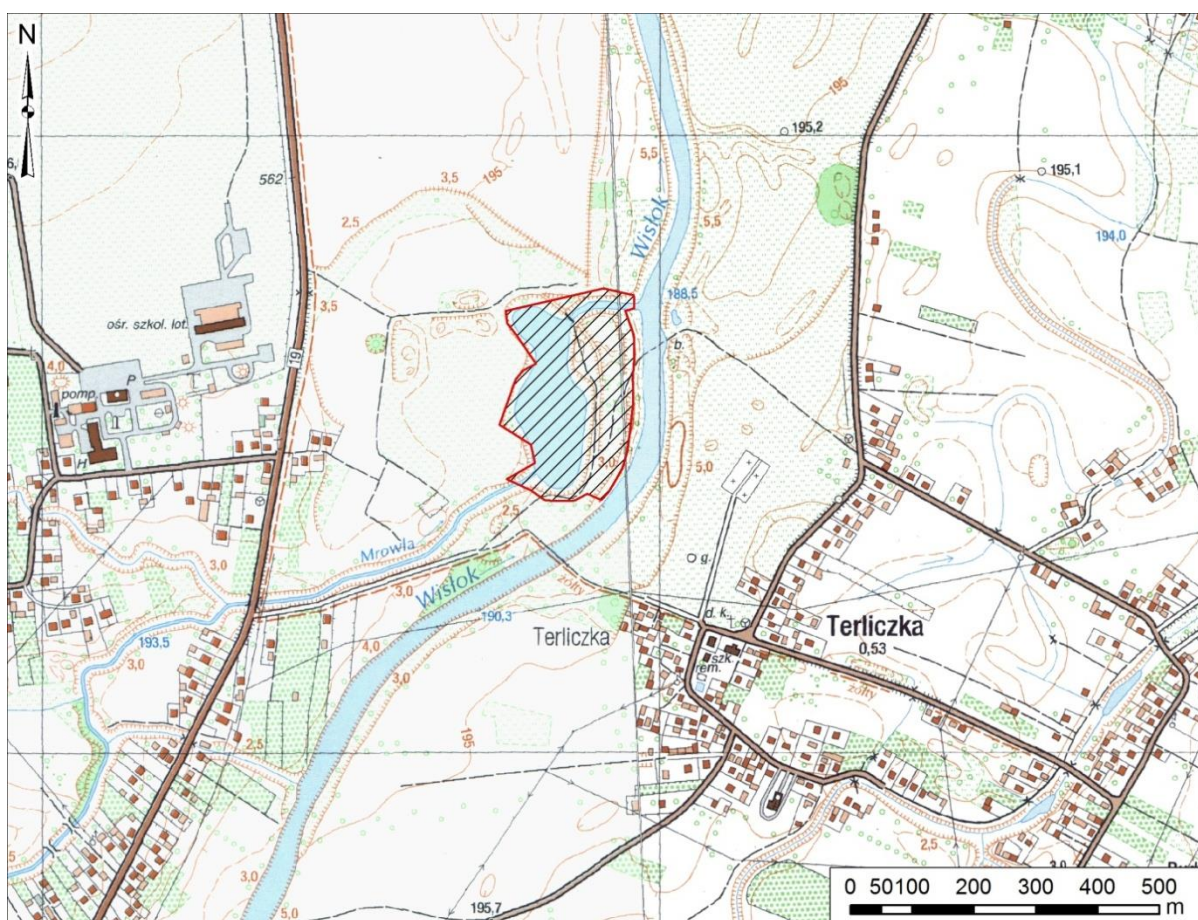 N
195
195,2
5,5
3,5
195
6,
562
2,5
Wisłok
5,5
195,1
194,0
3,5
188,5
ośr. szkol. lot.
19
4,0
P
b.
pomp.
H
3,0
5,0
2,5
Mrowla
3,0
g.
3,0
Wisłok
żółty
190,3
Terliczka
d. k.
Terliczka
0,53
szk.
rem.
193,5
3,0
4,0
3,0
żółty
195
2,5
2,5
3,0
3,0
5,0
195,7
0 50 100 200 300 400 500
m